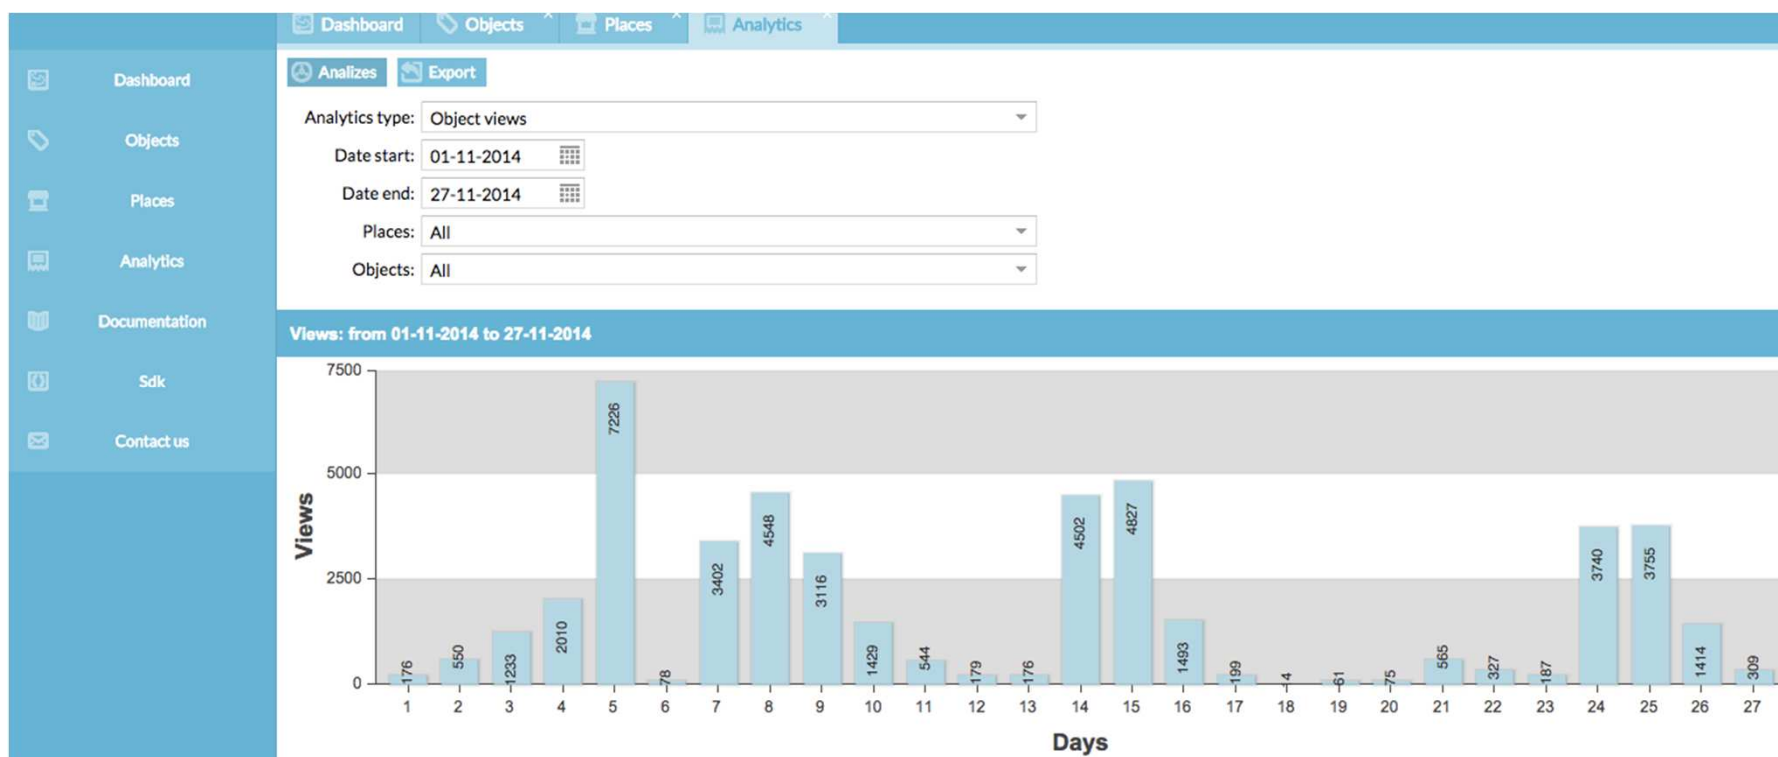 Dashboard Objects Places Analytics
Dashboard
Objects
Places
Analytics
Documentation
Sdk
Contact us
Analizes Export
Analytics type: Object views
Date start: 01-11-2014
Date end: 27-11-2014
Places: All
Objects: All
Views: from 01-11-2014 to 27-11-2014
7500
5000
2500
0
Views
176 550 1233 2010 7226 78 3402 4548 3116 1429 544 179 176 4502 4827 1493 199 4 61 75 565 327 187 3740 3755 1414 309
1 2 3 4 5 6 7 8 9 10 11 12 13 14 15 16 17 18 19 20 21 22 23 24 25 26 27
Days